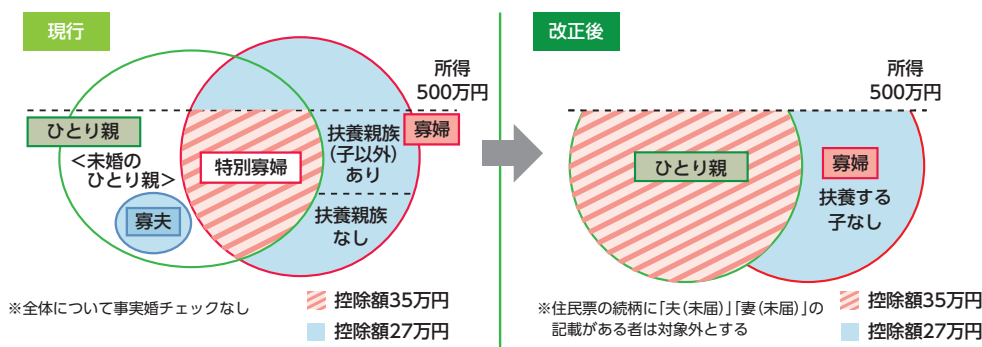 現行
所得
500万円
ひとり親
＜未婚の
ひとり親＞
寡夫
特別寡婦
扶養親族
(子以外)
あり
寡婦
扶養親族
なし
※全体について事実婚チェックなし
控除額35万円
控除額27万円
改正後
所得
500万円
ひとり親
寡婦
扶養する
子なし
※住民票の続柄に「夫(未届)」「妻(未届)」の
記載がある者は対象外とする
控除額35万円
控除額27万円